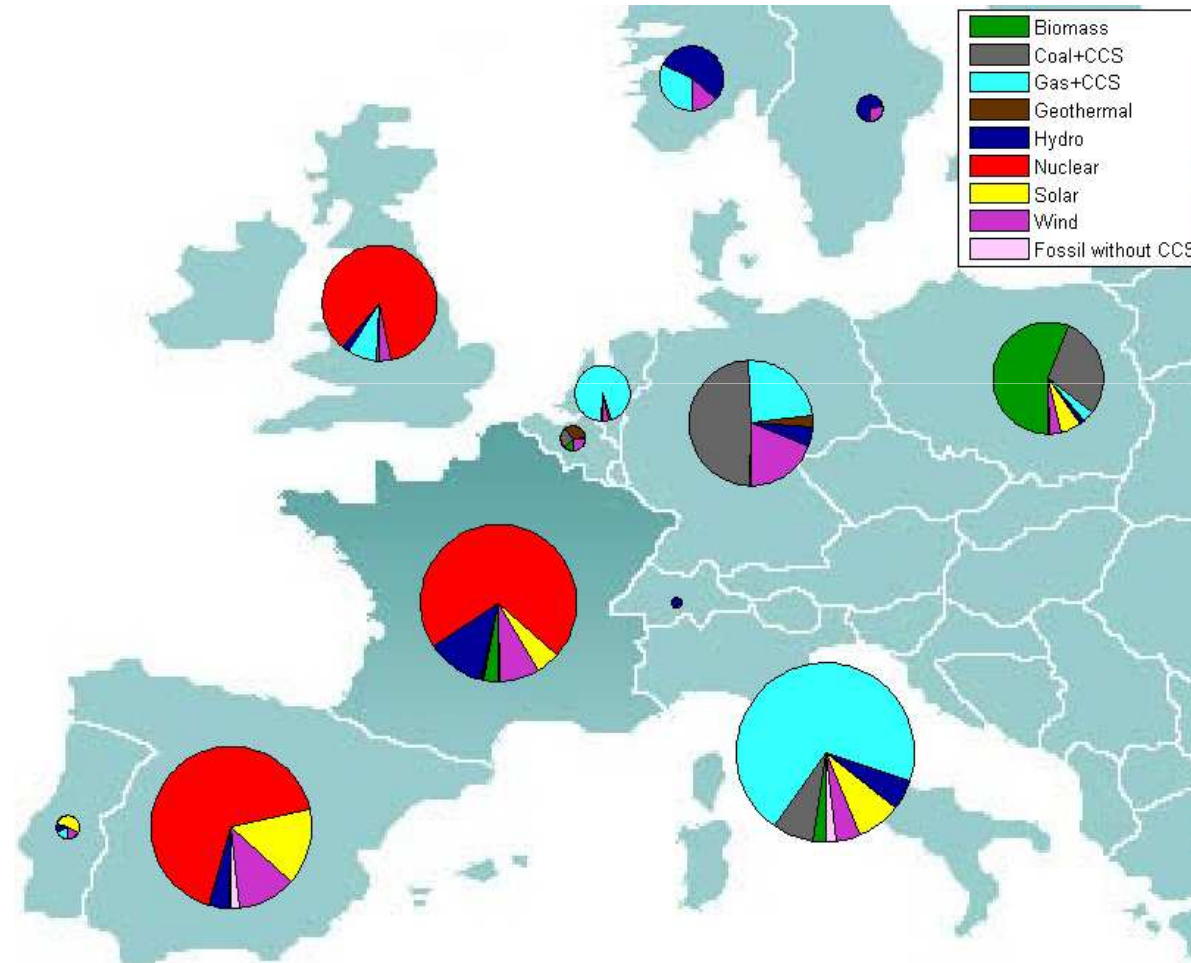 Biomass
Coal+CCS
Gas+CCS
Geothermal
Hydro
Nuclear
Solar
Wind
Fossil without CCS